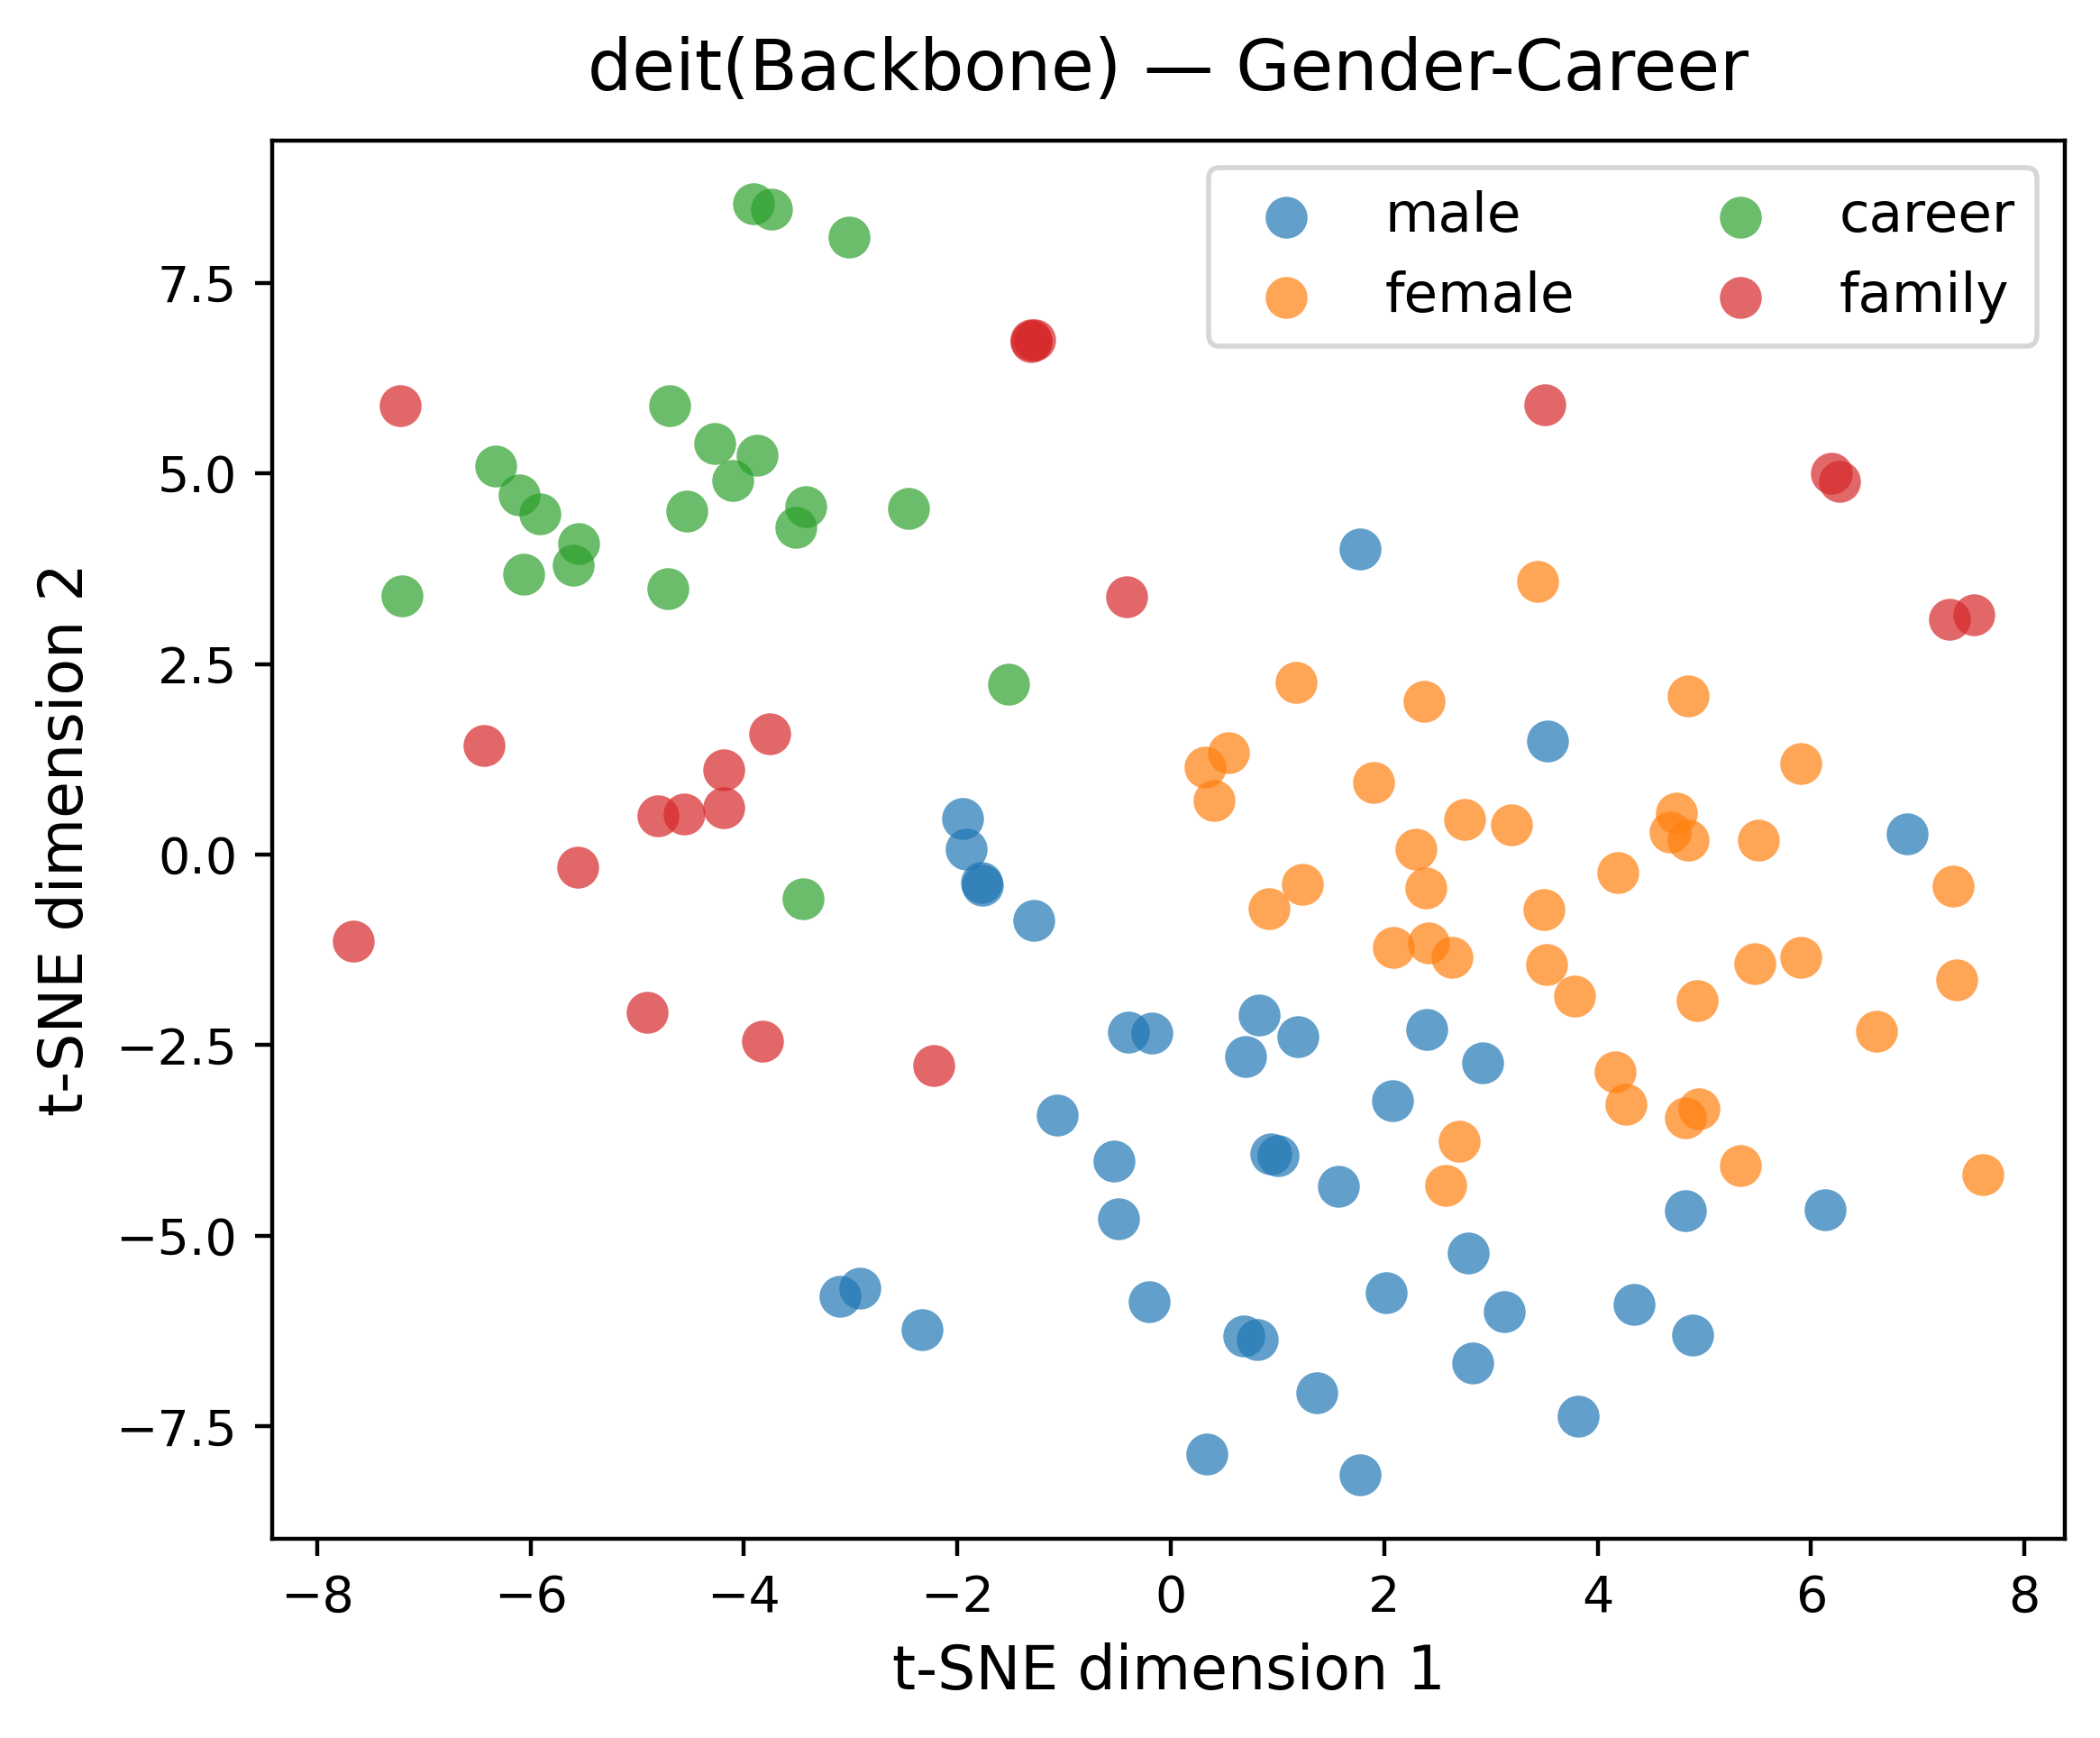 deit(Backbone) — Gender-Career
male
career
female
family
t-SNE dimension 2
7.5
5.0
2.5
0.0
−2.5
−5.0
−7.5
−8
−6
−4
−2
0
2
4
6
8
t-SNE dimension 1